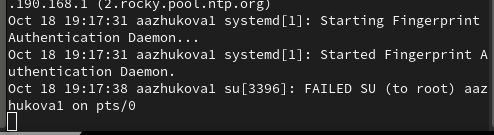 .190.168.1 (2.rocky.pool.ntp.org)
Oct 18 19:17:31 aazhukova1 systemd[1]: Starting Fingerprint
Authentication Daemon...
Oct 18 19:17:31 aazhukova1 systemd[1]: Started Fingerprint A
uthentication Daemon.
Oct 18 19:17:38 aazhukova1 su[3396]: FAILED SU (to root) aaz
hukova1 on pts/0